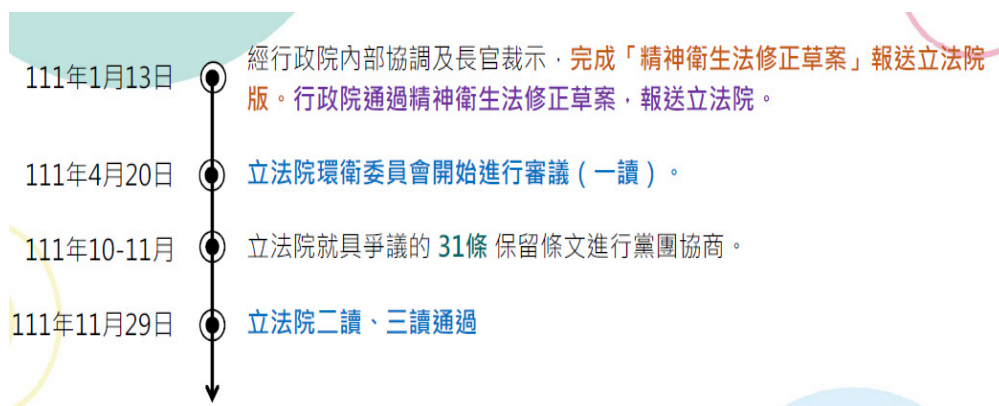 111年1月13日
經行政院內部協調及長官裁示，完成「精神衛生法修正草案」報送立法院
版。行政院通過精神衛生法修正草案，報送立法院。
111年4月20日
立法院環衛委員會開始進行審議（一讀）。
111年10-11月
立法院就具爭議的 31條 保留條文進行黨團協商。
111年11月29日
立法院二讀、三讀通過